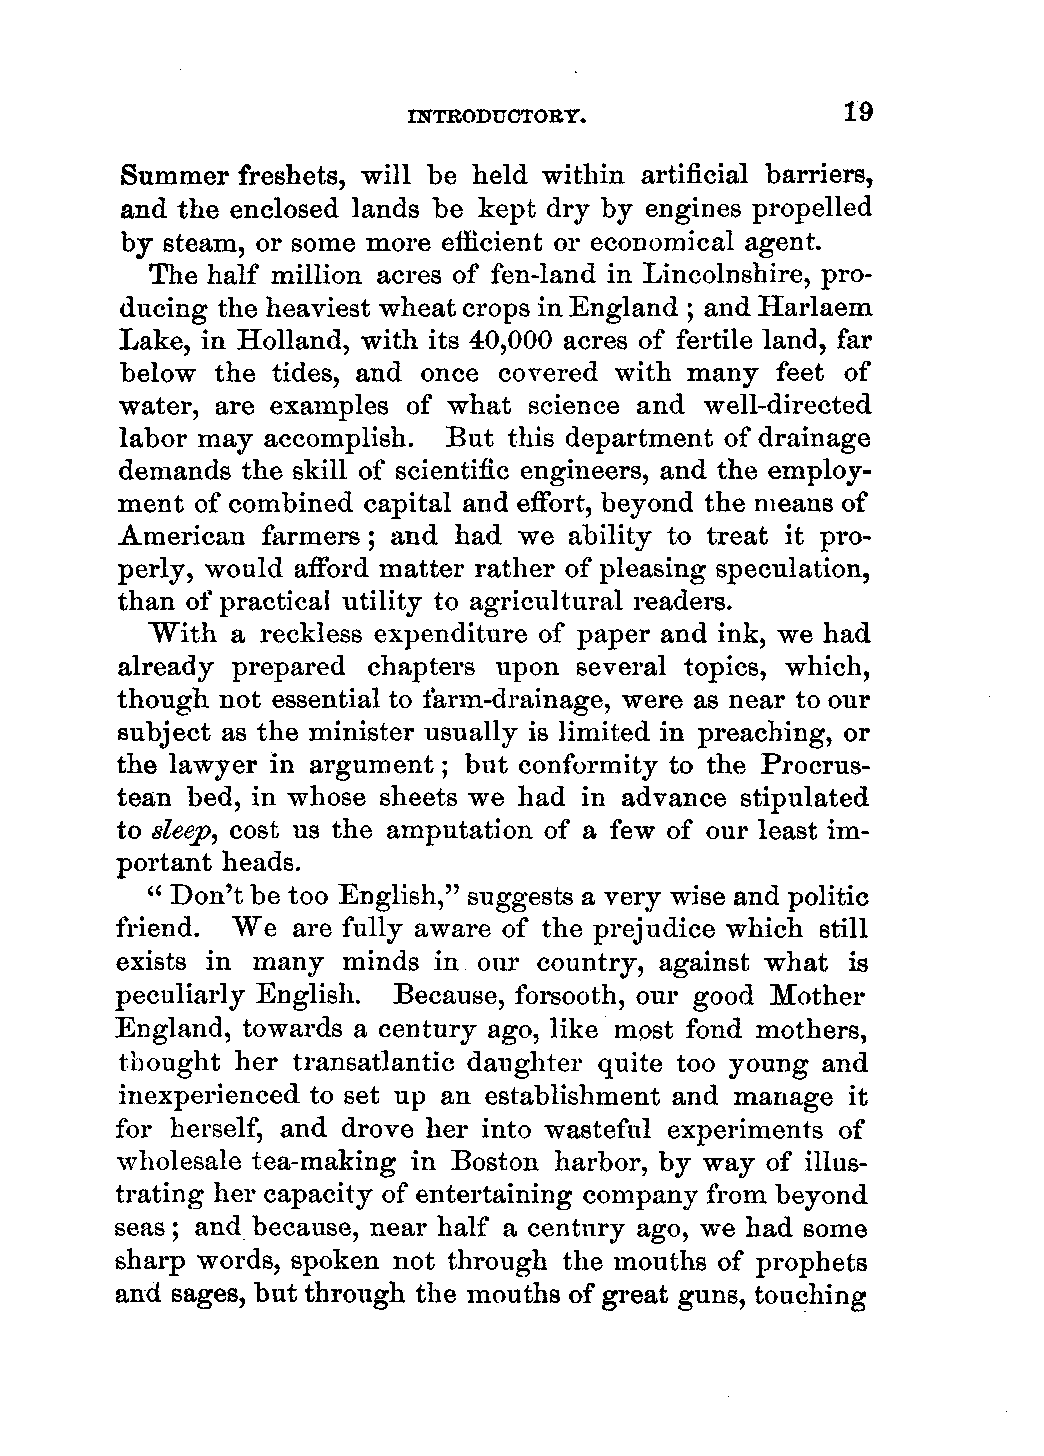 INTRODUCTORY. 19
Summer freshets, will be held within artificial barriers,
and the enclosed lands be kept dry by engines propelled
by steam, or some more efficient or economical agent.
The half million acres of fen-land in Lincolnshire, pro-
ducing the heaviest wheat crops in England ; and Harlaem
Lake, in Holland, with its 40,000 acres of fertile land, far
below the tides, and once covered with many feet of
water, are examples of what science and well-directed
labor may accomplish. But this department of drainage
demands the skill of scientific engineers, and the employ-
ment of combined capital and effort, beyond the means of
American farmers ; and had we ability to treat it pro-
perly, would afford matter rather of pleasing speculation,
than of practical utility to agricultural readers.
With a reckless expenditure of paper and ink, we had
already prepared chapters upon several topics, which,
though not essential to farm-drainage, were as near to our
subject as the minister usually is limited in preaching, or
the lawyer in argument ; but conformity to the Procrus-
tean bed, in whose sheets we had in advance stipulated
to sleep, cost us the amputation of a few of our least im-
portant heads.
“ Don’t be too English,” suggests a very wise and politic
friend. We are fully aware of the prejudice which still
exists in many minds in our country, against what is
peculiarly English. Because, forsooth, our good Mother
England, towards a century ago, like most fond mothers,
thought her transatlantic daughter quite too young and
inexperienced to set up an establishment and manage it
for herself, and drove her into wasteful experiments of
wholesale tea-making in Boston harbor, by way of illus-
trating her capacity of entertaining company from beyond
seas ; and because, near half a century ago, we had some
sharp words, spoken not through the mouths of prophets
and sages, but through the mouths of great guns, touching